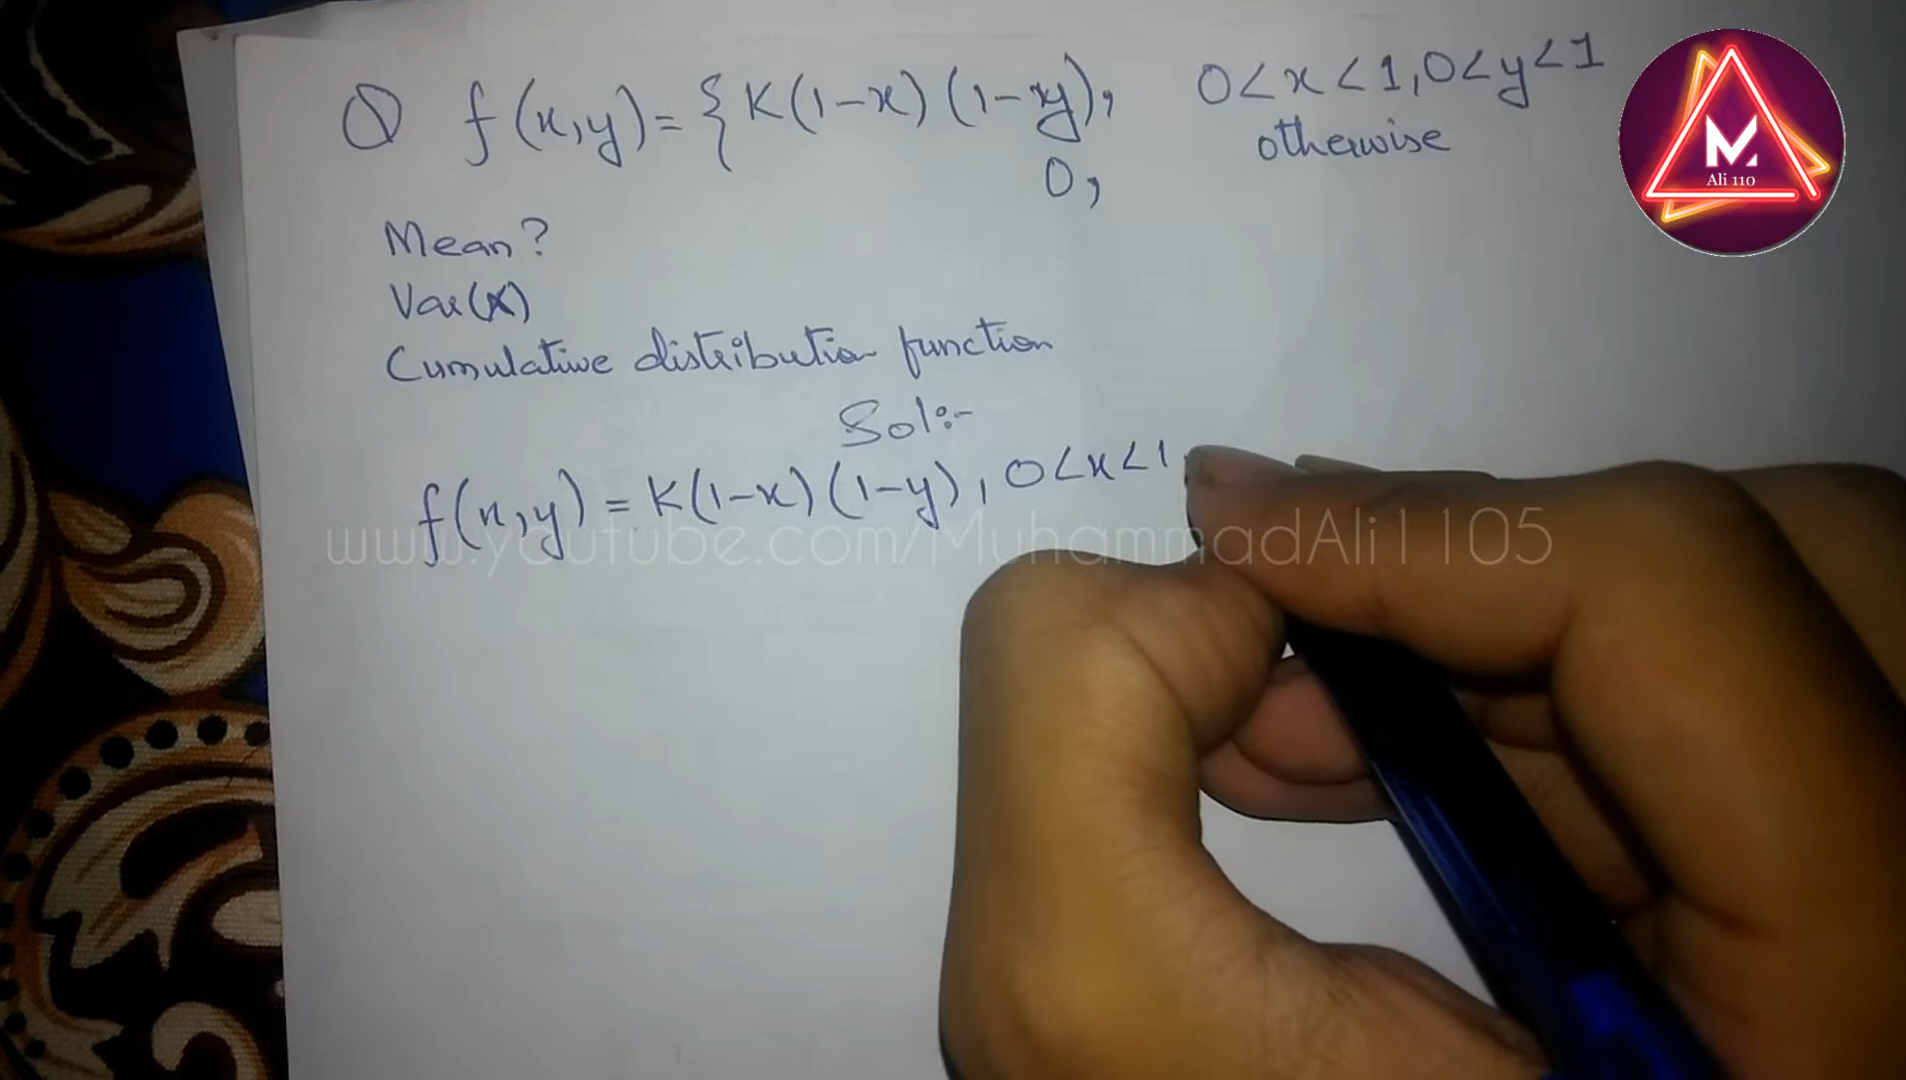 Q f(x,y)={K(1-x)(1-y), 0<x<1,0<y<1
0, otherwise
M.
Ali 110
Mean?
Var(X)
Cumulative distribution function
Sol:-
f(x,y)=K(1-x)(1-y), 0<x<1
www.youtube.com/MuhammadAli1105